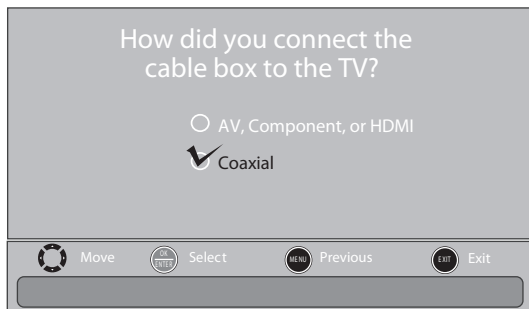 How did you connect the
cable box to the TV?
AV, Component, or HDMI
Coaxial
Move OK ENTER Select MENU Previous EXIT Exit